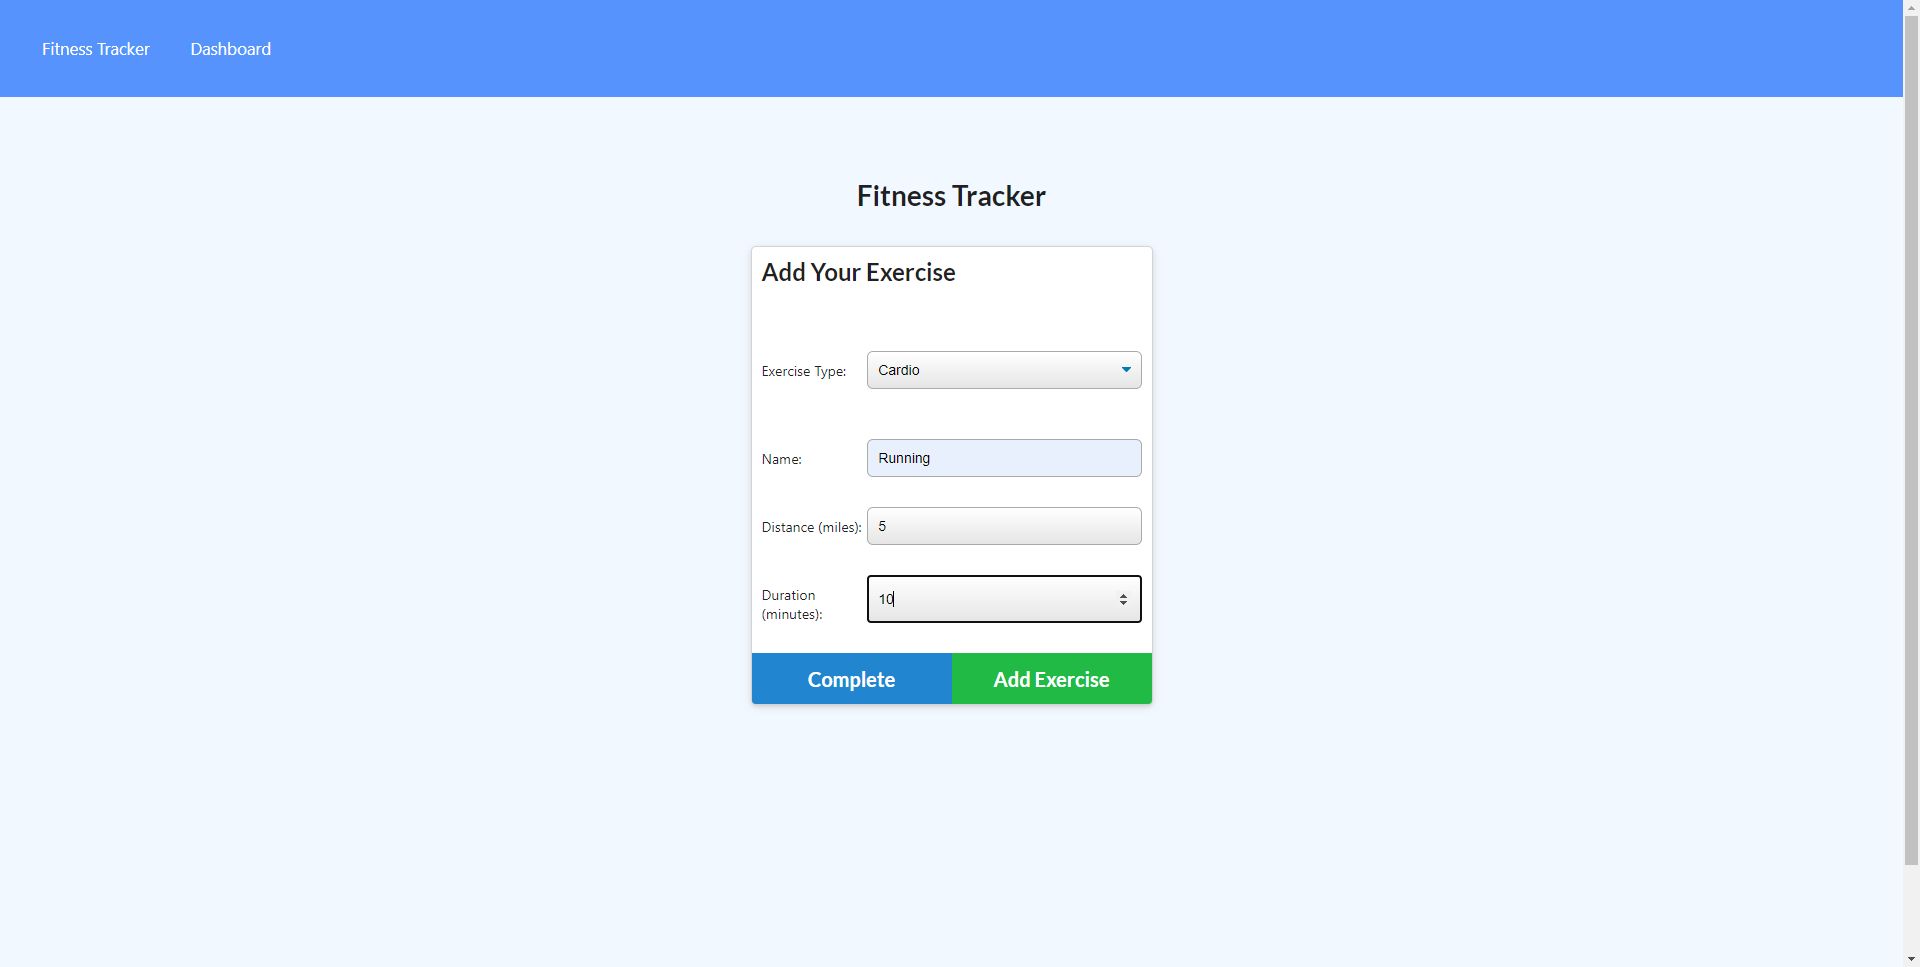 Fitness Tracker Dashboard
Fitness Tracker
Add Your Exercise
Exercise Type: Cardio
Name: Running
Distance (miles): 5
Duration
(minutes): 10
Complete Add Exercise